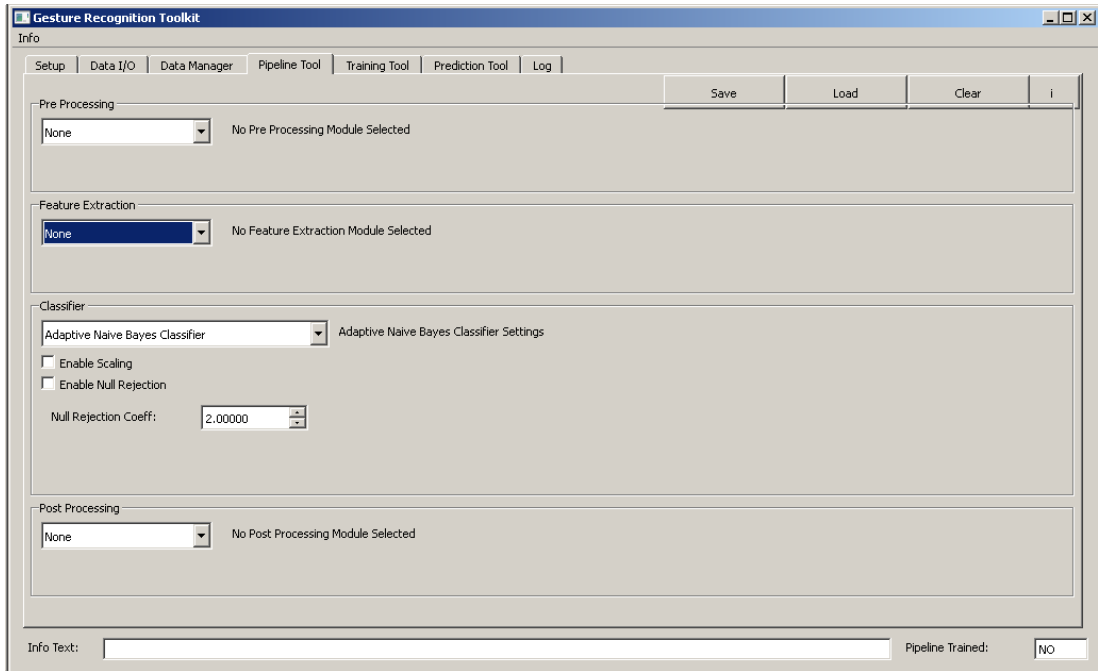 Gesture Recognition Toolkit
Info
Setup Data I/O Data Manager Pipeline Tool Training Tool Prediction Tool Log
Save Load Clear i
Pre Processing
None No Pre Processing Module Selected
Feature Extraction
None No Feature Extraction Module Selected
Classifier
Adaptive Naive Bayes Classifier Adaptive Naive Bayes Classifier Settings
Enable Scaling
Enable Null Rejection
Null Rejection Coeff: 2.00000
Post Processing
None No Post Processing Module Selected
Info Text: Pipeline Trained: NO